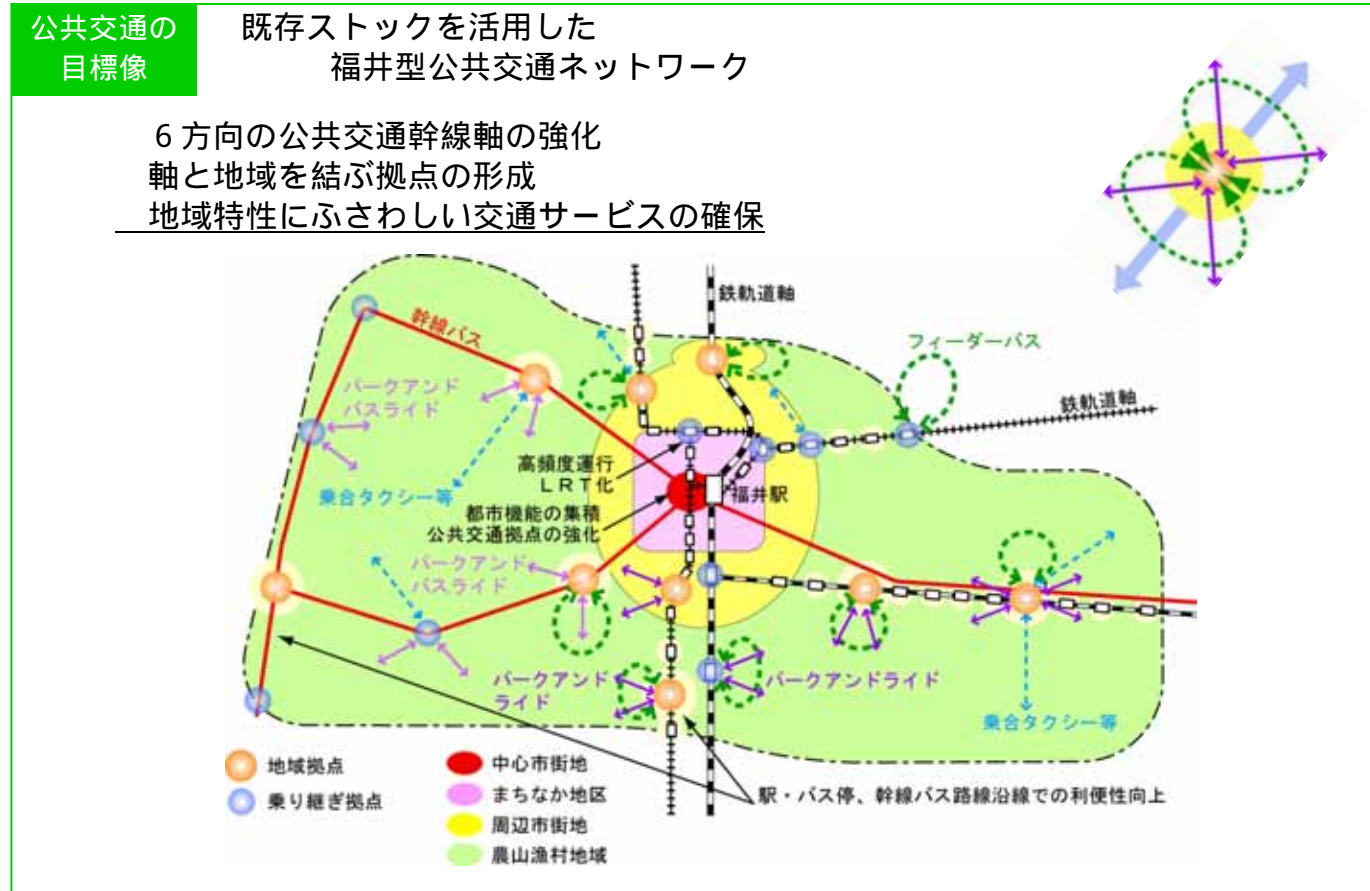 公共交通の
目標像
既存ストックを活用した
福井型公共交通ネットワーク
６方向の公共交通幹線軸の強化
軸と地域を結ぶ拠点の形成
地域特性にふさわしい交通サービスの確保
鉄軌道軸
幹線バス
フィーダーバス
パークアンド
バスライド
鉄軌道軸
高頻度運行
ＬＲＴ化
福井駅
乗合タクシー等
都市機能の集積
公共交通拠点の強化
パークアンド
バスライド
パークアンド
ライド
パークアンドライド
乗合タクシー等
地域拠点
乗り継ぎ拠点
中心市街地
まちなか地区
周辺市街地
農山漁村地域
駅・バス停、幹線バス路線沿線での利便性向上